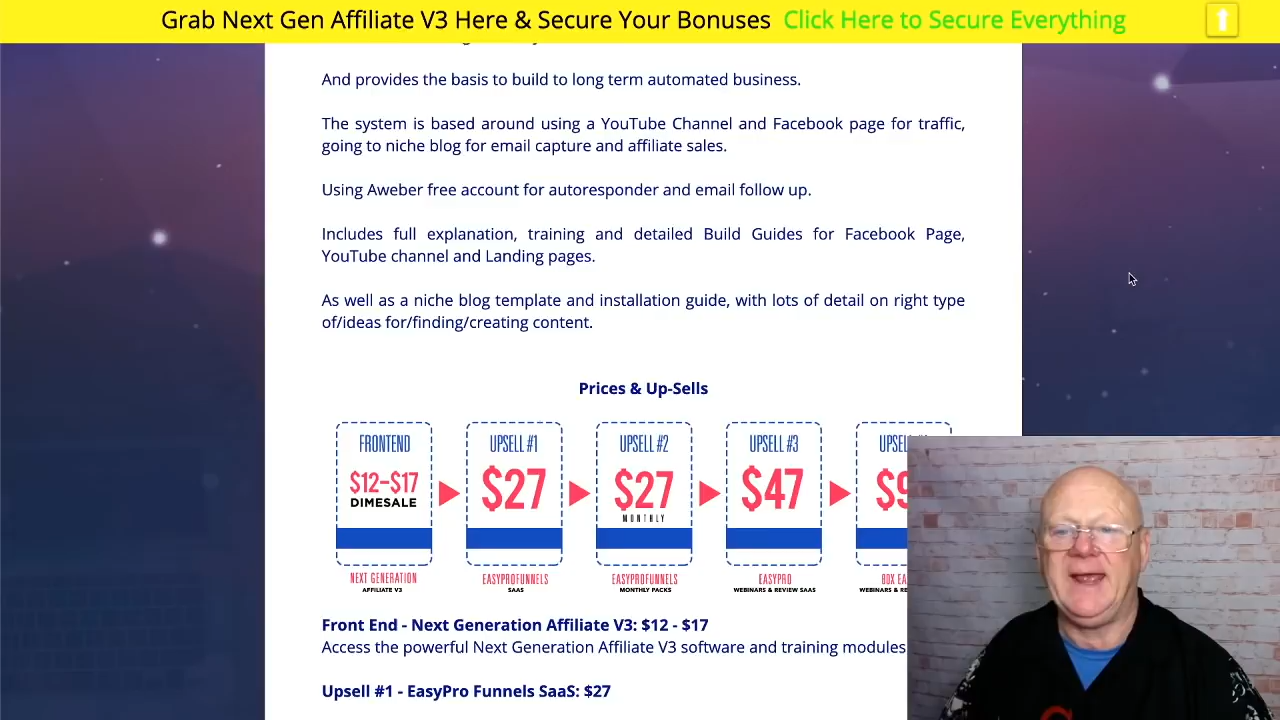 Grab Next Gen Affiliate V3 Here & Secure Your Bonuses Click Here to Secure Everything
And provides the basis to build to long term automated business.
The system is based around using a YouTube Channel and Facebook page for traffic,
going to niche blog for email capture and affiliate sales.
Using Aweber free account for autoresponder and email follow up.
Includes full explanation, training and detailed Build Guides for Facebook Page,
YouTube channel and Landing pages.
As well as a niche blog template and installation guide, with lots of detail on right type
of/ideas for/finding/creating content.
Prices & Up-Sells
FRONTEND UPSELL #1 UPSELL #2 UPSELL #3
$12-$17 $27 $27 $47 $9
DIMESALE MONTHLY
NEXT GENERATION EASYPROFUNNELS EASYPROFUNNELS EASYPRO BOX
AFFILIATE V3 SAAS MONTHLY PACKS WEBINARS & REVIEW SAAS WEBINARS &
Front End - Next Generation Affiliate V3: $12 - $17
Access the powerful Next Generation Affiliate V3 software and training modules
Upsell #1 - EasyPro Funnels SaaS: $27